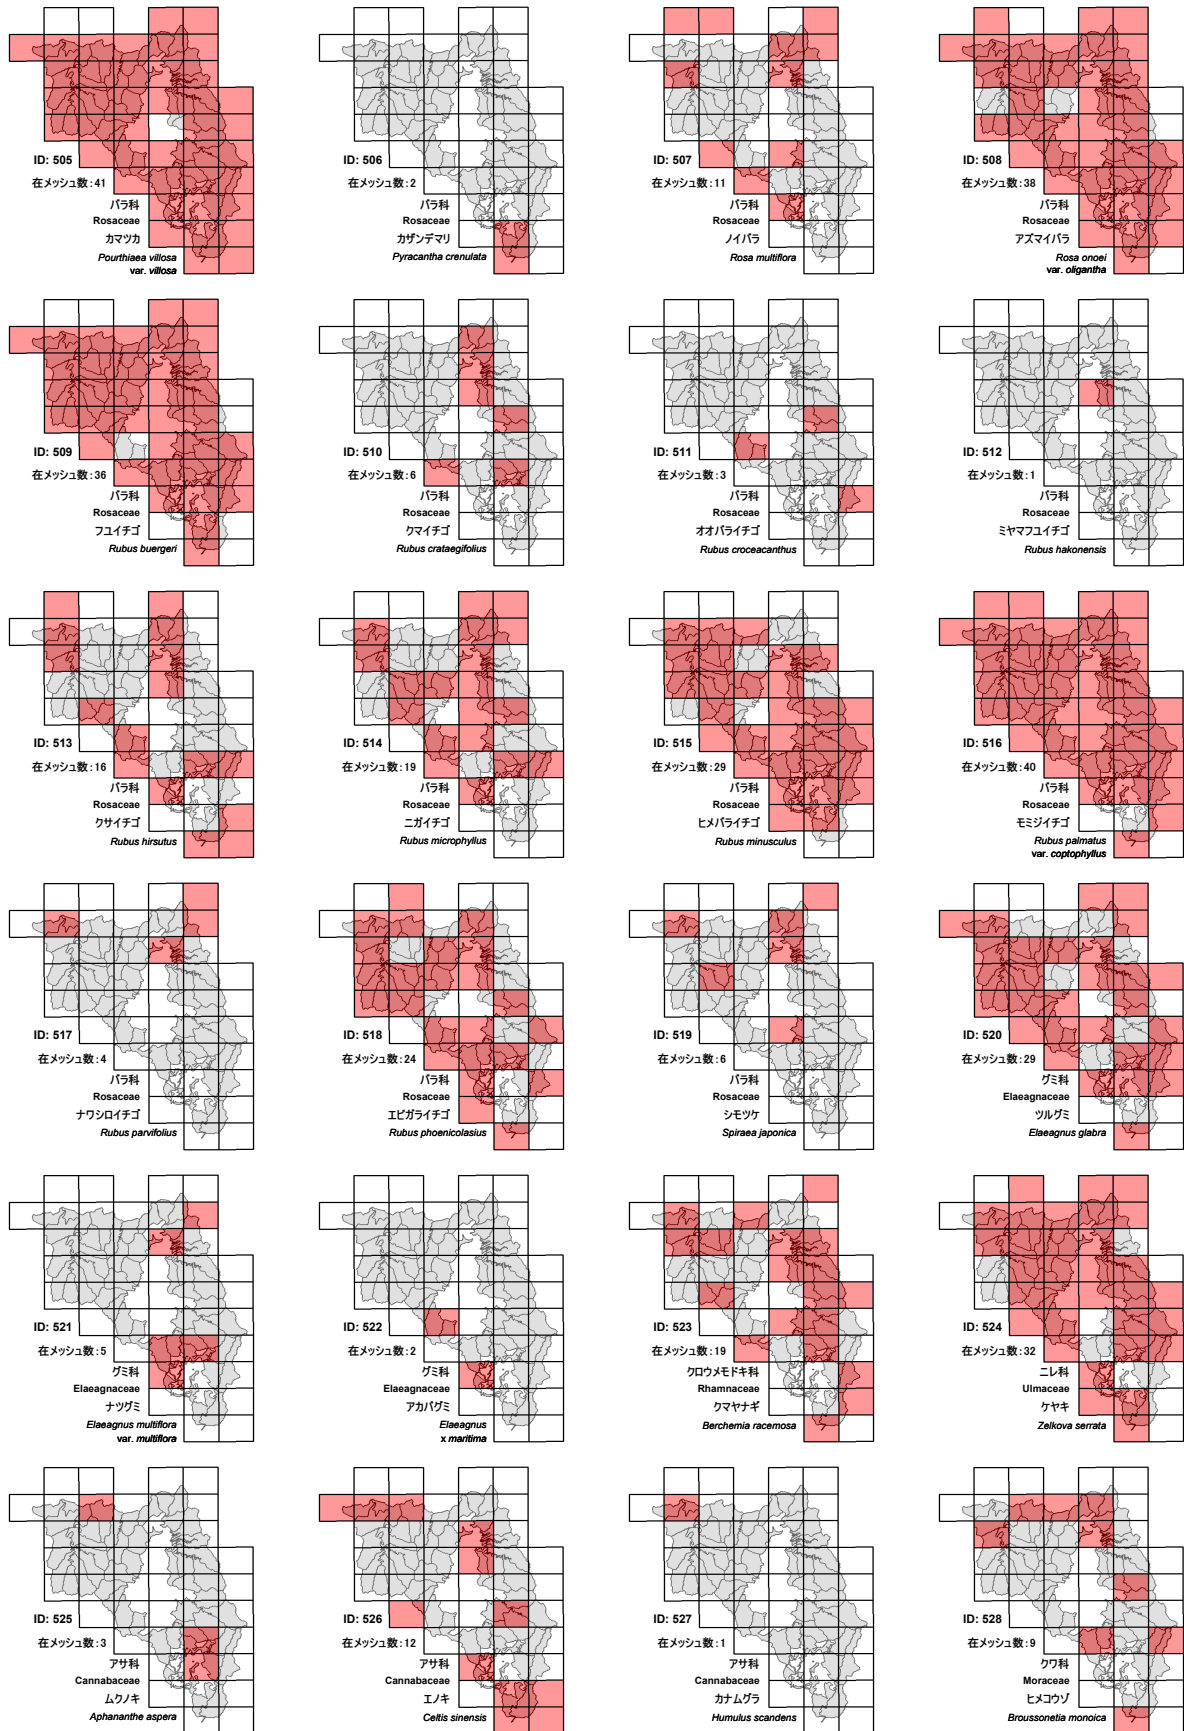 ID: 505
在メッシュ数:41
バラ科
Rosaceae
カマツカ
Pourthiaea villosa
var. villosa
ID: 506
在メッシュ数:2
バラ科
Rosaceae
カザンデマリ
Pyracantha crenulata
ID: 507
在メッシュ数:11
バラ科
Rosaceae
ノイバラ
Rosa multiflora
ID: 508
在メッシュ数:38
バラ科
Rosaceae
アズマイバラ
Rosa onoei
var. oligantha
ID: 509
在メッシュ数:36
バラ科
Rosaceae
フユイチゴ
Rubus buergeri
ID: 510
在メッシュ数:6
バラ科
Rosaceae
クマイチゴ
Rubus crataegifolius
ID: 511
在メッシュ数:3
バラ科
Rosaceae
オオバライチゴ
Rubus croceacanthus
ID: 512
在メッシュ数:1
バラ科
Rosaceae
ミヤマフユイチゴ
Rubus hakonensis
ID: 513
在メッシュ数:16
バラ科
Rosaceae
クサイチゴ
Rubus hirsutus
ID: 514
在メッシュ数:19
バラ科
Rosaceae
ニガイチゴ
Rubus microphyllus
ID: 515
在メッシュ数:29
バラ科
Rosaceae
ヒメバライチゴ
Rubus minusculus
ID: 516
在メッシュ数:40
バラ科
Rosaceae
モミジイチゴ
Rubus palmatus
var. coptophyllus
ID: 517
在メッシュ数:4
バラ科
Rosaceae
ナワシロイチゴ
Rubus parvifolius
ID: 518
在メッシュ数:24
バラ科
Rosaceae
エビガライチゴ
Rubus phoenicolasius
ID: 519
在メッシュ数:6
バラ科
Rosaceae
シモツケ
Spiraea japonica
ID: 520
在メッシュ数:29
グミ科
Elaeagnaceae
ツルグミ
Elaeagnus glabra
ID: 521
在メッシュ数:5
グミ科
Elaeagnaceae
ナツグミ
Elaeagnus multiflora
var. multiflora
ID: 522
在メッシュ数:2
グミ科
Elaeagnaceae
アカバグミ
Elaeagnus
x maritima
ID: 523
在メッシュ数:19
クロウメモドキ科
Rhamnaceae
クマヤナギ
Berchemia racemosa
ID: 524
在メッシュ数:32
ニレ科
Ulmaceae
ケヤキ
Zelkova serrata
ID: 525
在メッシュ数:3
アサ科
Cannabaceae
ムクノキ
Aphananthe aspera
ID: 526
在メッシュ数:12
アサ科
Cannabaceae
エノキ
Celtis sinensis
ID: 527
在メッシュ数:1
アサ科
Cannabaceae
カナムグラ
Humulus scandens
ID: 528
在メッシュ数:9
クワ科
Moraceae
ヒメコウゾ
Broussonetia monoica